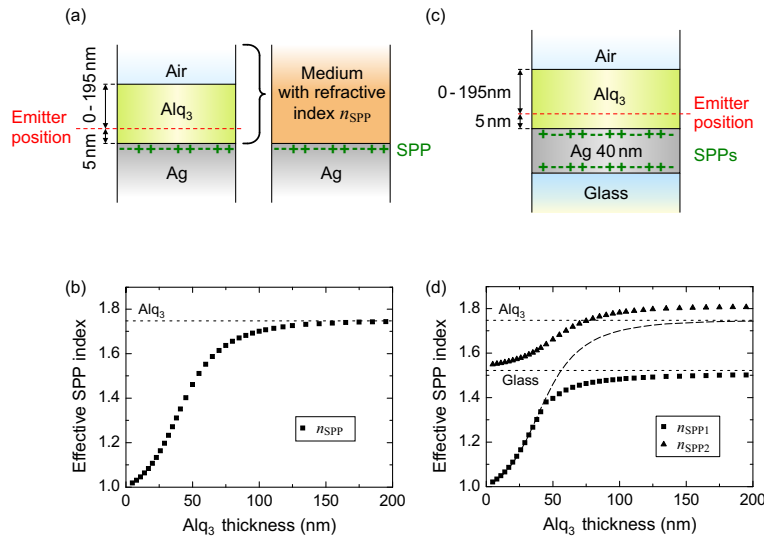 (a)
Air
Alq3
0 - 195 nm
5 nm
Emitter
position
Ag
Medium
with refractive
index nSPP
SPP
Ag
(c)
Air
0 - 195nm
Alq3
5 nm
Emitter
position
Ag 40 nm
SPPs
Glass
(b)
Effective SPP index
1.8
1.6
1.4
1.2
1.0
Alq3
nSPP
0 50 100 150 200
Alq3 thickness (nm)
(d)
Effective SPP index
1.8
1.6
1.4
1.2
1.0
Alq3
Glass
nSPP1
nSPP2
0 50 100 150 200
Alq3 thickness (nm)